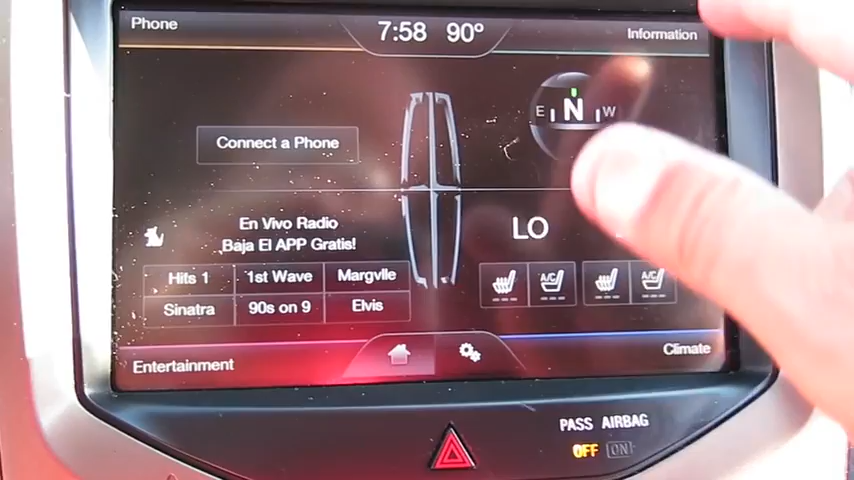 Phone
7:58 90°
Information
E N W
Connect a Phone
En Vivo Radio
Baja El APP Gratis!
LO
Hits 1 1st Wave Margvlle
Sinatra 90s on 9 Elvis
A/C A/C
Entertainment
Climate
PASS AIRBAG
OFF ON